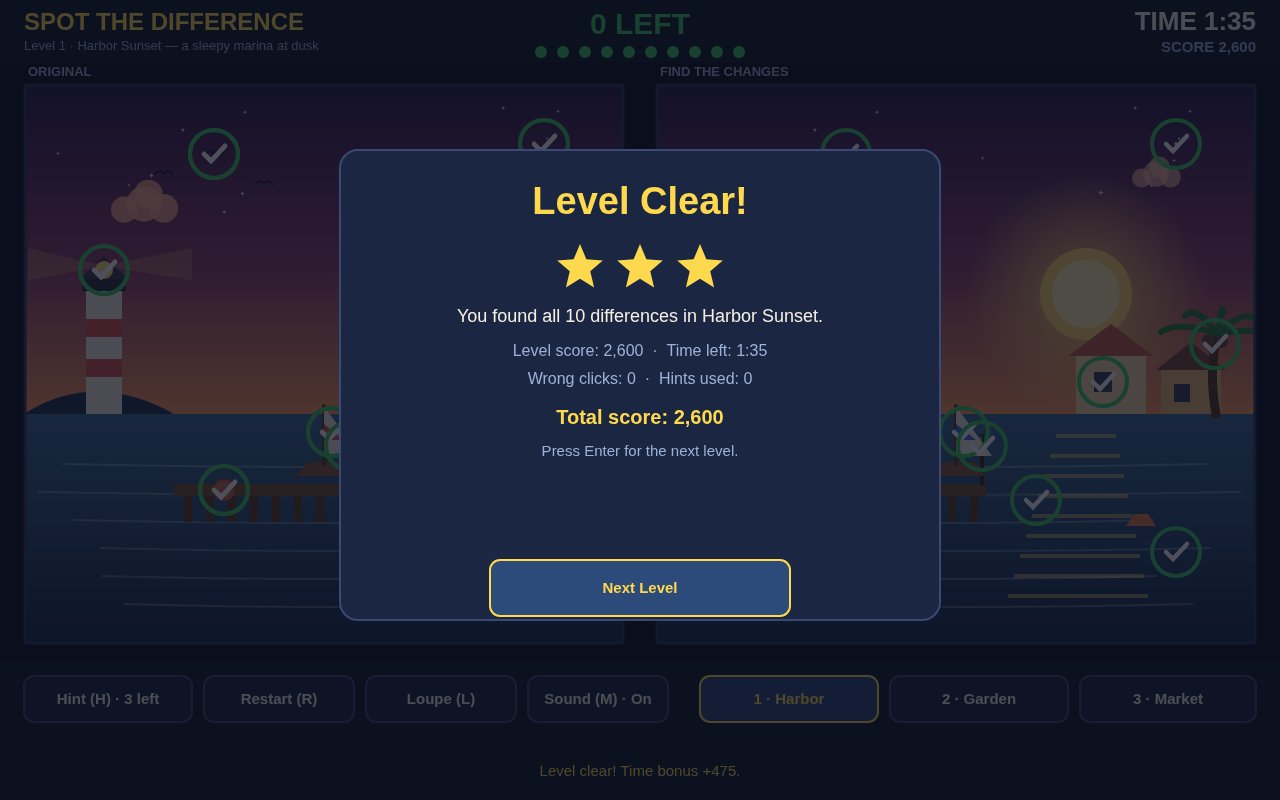 SPOT THE DIFFERENCE
Level 1 · Harbor Sunset — a sleepy marina at dusk
0 LEFT
TIME 1:35
SCORE 2,600
ORIGINAL
FIND THE CHANGES
Level Clear!
You found all 10 differences in Harbor Sunset.
Level score: 2,600 · Time left: 1:35
Wrong clicks: 0 · Hints used: 0
Total score: 2,600
Press Enter for the next level.
Next Level
Hint (H) · 3 left
Restart (R)
Loupe (L)
Sound (M) · On
1 · Harbor
2 · Garden
3 · Market
Level clear! Time bonus +475.